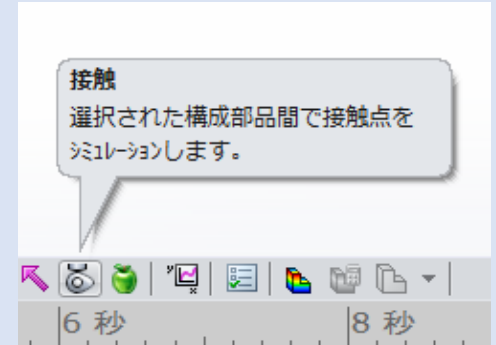 接触
選択された構成部品間で接触点を
ｼﾐｭﾚｰｼｮﾝします。
6 秒
8 秒